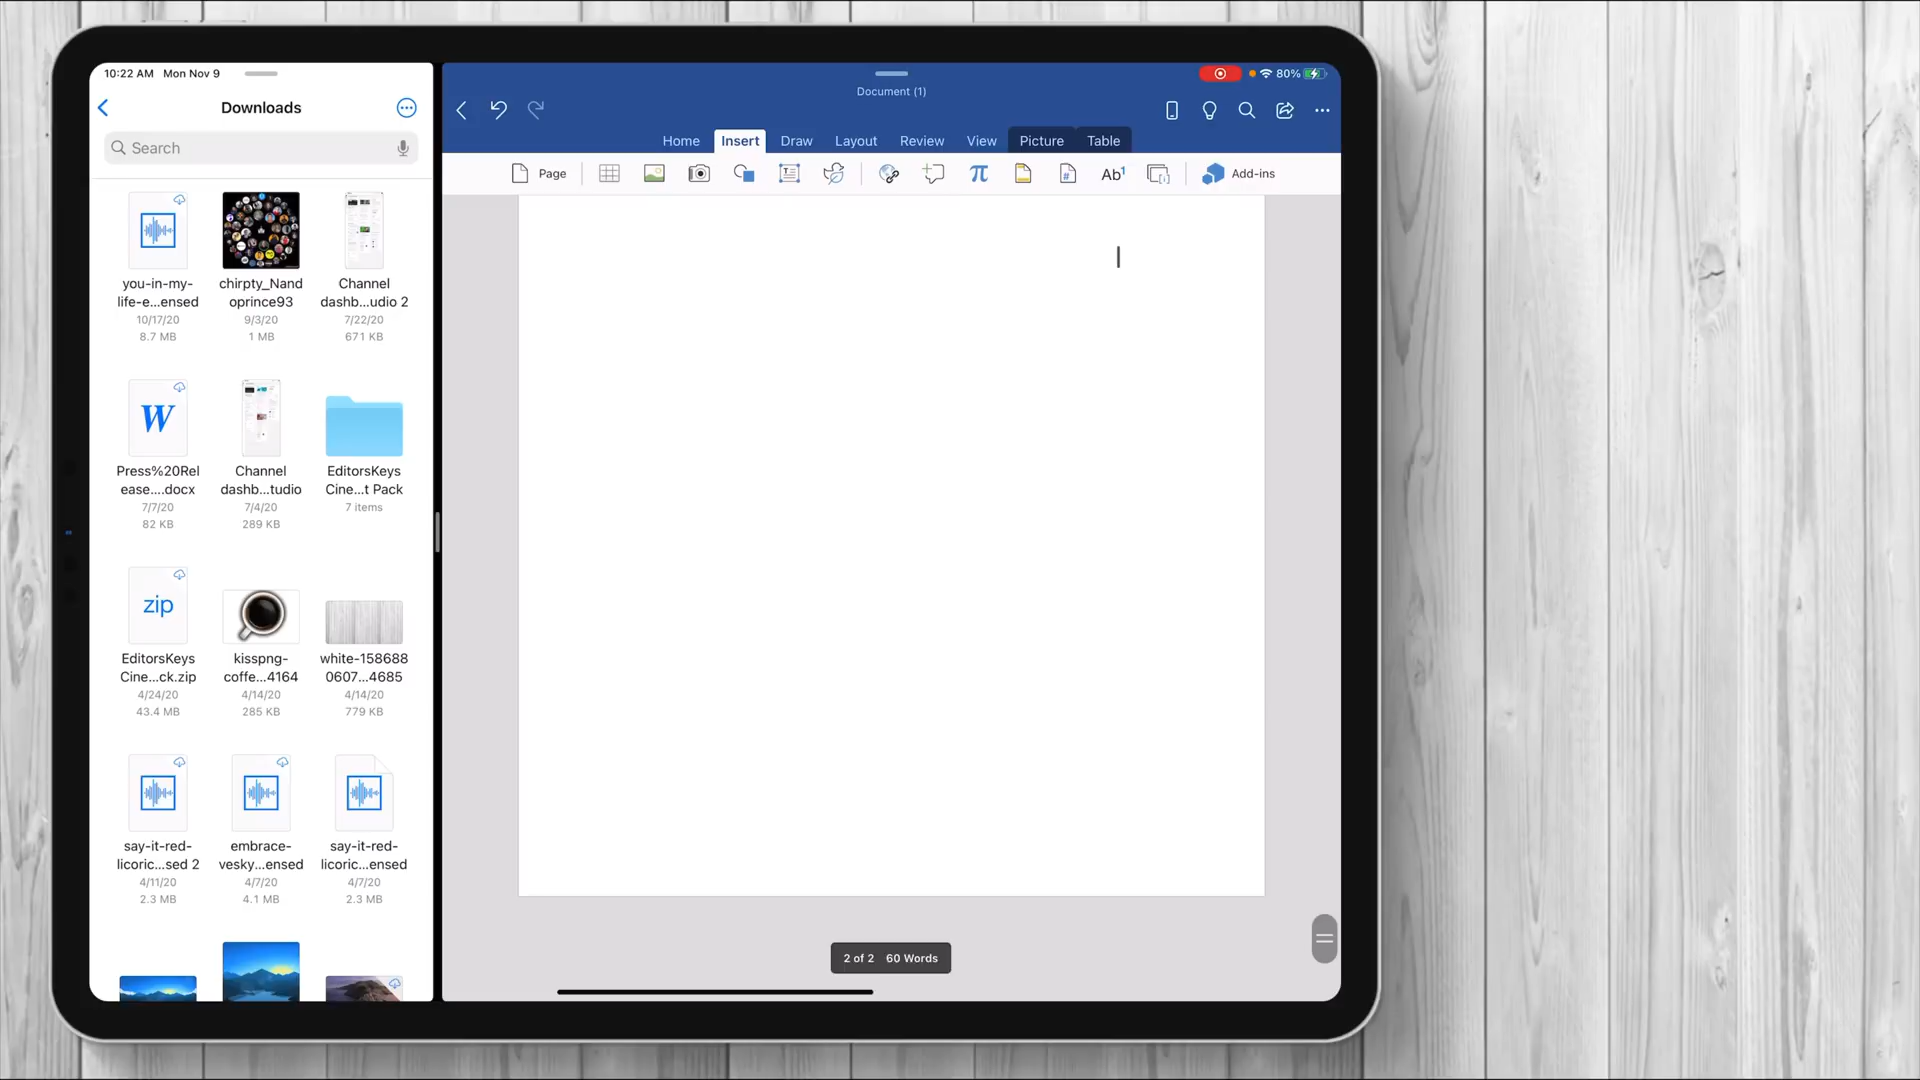 10:22 AM Mon Nov 9
Downloads
Search
you-in-my-
life-e...ensed
10/17/20
8.7 MB
chirpty_Nand
oprince93
9/3/20
1 MB
Channel
dashb...udio 2
7/22/20
671 KB
W
Press%20Rel
ease....docx
7/7/20
82 KB
Channel
dashb...tudio
7/4/20
289 KB
EditorsKeys
Cine...t Pack
7 items
zip
EditorsKeys
Cine...ck.zip
4/24/20
43.4 MB
kisspng-
coffe...4164
4/14/20
285 KB
white-158688
0607...4685
4/14/20
779 KB
say-it-red-
licoric...sed 2
4/11/20
2.3 MB
embrace-
vesky...ensed
4/7/20
4.1 MB
say-it-red-
licoric...ensed
4/7/20
2.3 MB
80%
Document (1)
Home Insert Draw Layout Review View Picture Table
Page π # Ab¹ Add-ins
2 of 2 60 Words